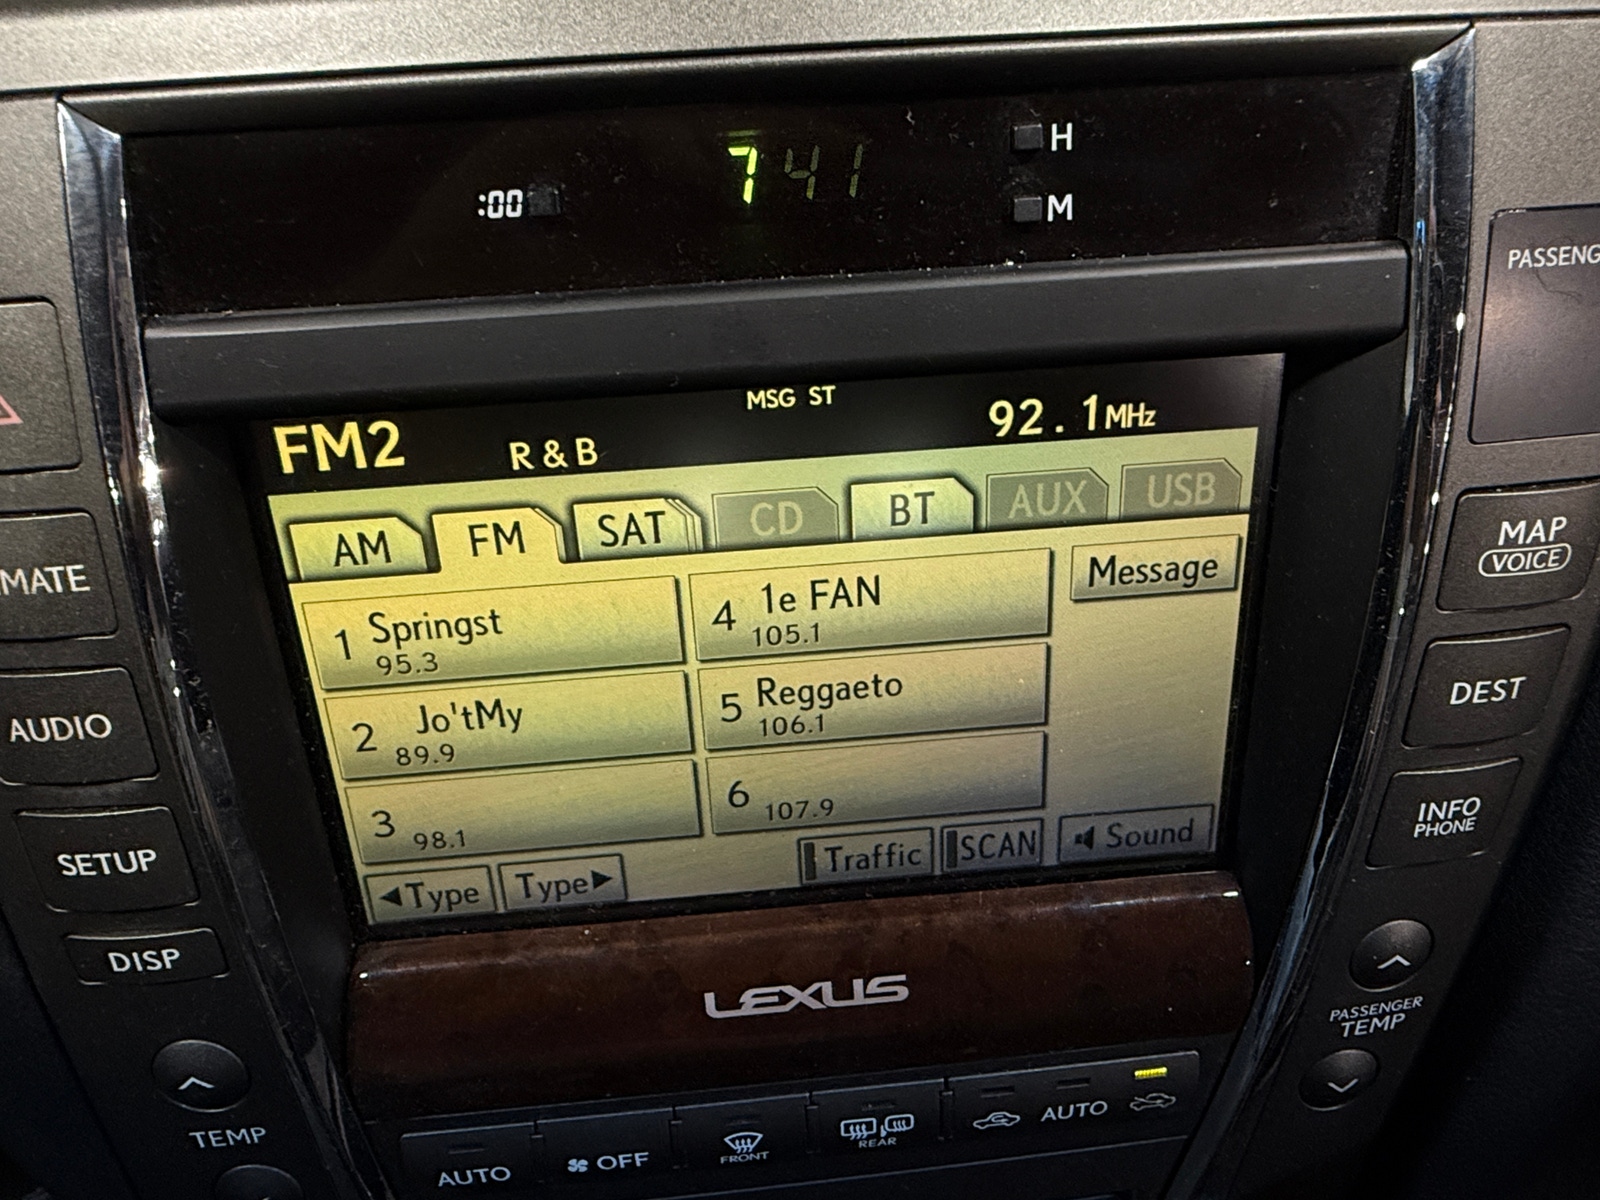 :00 7 41 H
M
PASSENG
MSG ST
FM2 R & B 92.1MHz
AM FM SAT CD BT AUX USB
1 Springst
95.3
4 1e FAN
105.1
Message
2 Jo'tMy
89.9
5 Reggaeto
106.1
3 98.1
6 107.9
◀Type Type▶ Traffic SCAN Sound
MATE
AUDIO
SETUP
DISP
TEMP
MAP
VOICE
DEST
INFO
PHONE
PASSENGER
TEMP
LEXUS
AUTO OFF FRONT REAR AUTO